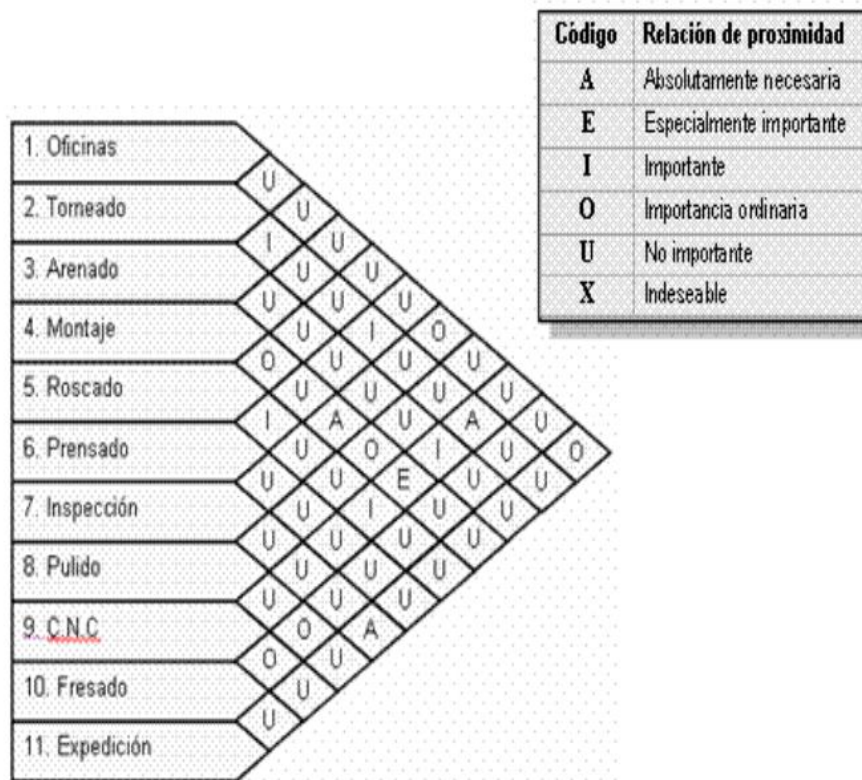 Código Relación de proximidad
A Absolutamente necesaria
E Especialmente importante
I Importante
O Importancia ordinaria
U No importante
X Indeseable
1. Oficinas
U
2. Torneado U
I U
3. Arenado U U
U U U
4. Montaje U I O
O U U U
5. Roscado U U U U
I A U A U
6. Prensado U O I U O
U U E U U
7. Inspección U I U U
U U U U
8. Pulido U U U
U U U
9. C.N.C O A
O U
10. Fresado U
U
11. Expedición